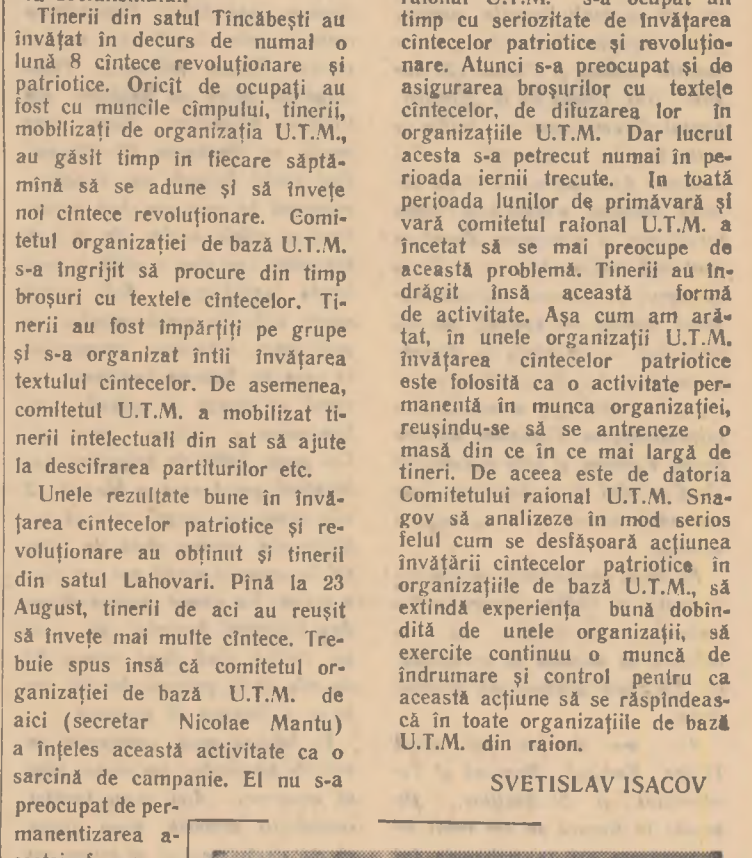 Tinerii din satul Tîncăbești au
învățat în decurs de numai o
lună 8 cîntece revoluționare și
patriotice. Oricît de ocupați au
fost cu muncile cîmpului, tinerii,
mobilizați de organizația U.T.M.,
au găsit timp în fiecare săptă-
mînă să se adune și să învețe
noi cîntece revoluționare. Comi-
tetul organizației de bază U.T.M.
s-a îngrijit să procure din timp
broșuri cu textele cîntecelor. Ti-
nerii au fost împărțiți pe grupe
și s-a organizat întîi învățarea
textului cîntecelor. De asemenea,
comitetul U.T.M. a mobilizat ti-
nerii intelectuali din sat să ajute
la descifrarea partiturilor etc.
Unele rezultate bune în învă-
țarea cîntecelor patriotice și re-
voluționare au obținut și tinerii
din satul Lahovari. Pînă la 23
August, tinerii de aci au reușit
să învețe mai multe cîntece. Tre-
buie spus însă că comitetul or-
ganizației de bază U.T.M. de
aici (secretar Nicolae Mantu)
a înțeles această activitate ca o
sarcină de campanie. El nu s-a
preocupat de per-
manentizarea a-
raional U.T.M. s-a ocupat un
timp cu seriozitate de învățarea
cîntecelor patriotice și revoluțio-
nare. Atunci s-a preocupat și de
asigurarea broșurilor cu textele
cîntecelor, de difuzarea lor în
organizațiile U.T.M. Dar lucrul
acesta s-a petrecut numai în pe-
rioada iernii trecute. In toată
perioada lunilor de primăvară și
vară comitetul raional U.T.M. a
încetat să se mai preocupe de
această problemă. Tinerii au în-
drăgit însă această formă
de activitate. Așa cum am ară-
tat, în unele organizații U.T.M.
învățarea cîntecelor patriotice
este folosită ca o activitate per-
manentă în munca organizației,
reușindu-se să se antreneze o
masă din ce în ce mai largă de
tineri. De aceea este de datoria
Comitetului raional U.T.M. Sna-
gov să analizeze în mod serios
felul cum se desfășoară acțiunea
învățării cîntecelor patriotice în
organizațiile de bază U.T.M., să
extindă experiența bună dobîn-
dită de unele organizații, să
exercite continuu o muncă de
îndrumare și control pentru ca
această acțiune să se răspîndeas-
că în toate organizațiile de bază
U.T.M. din raion.
SVETISLAV ISACOV